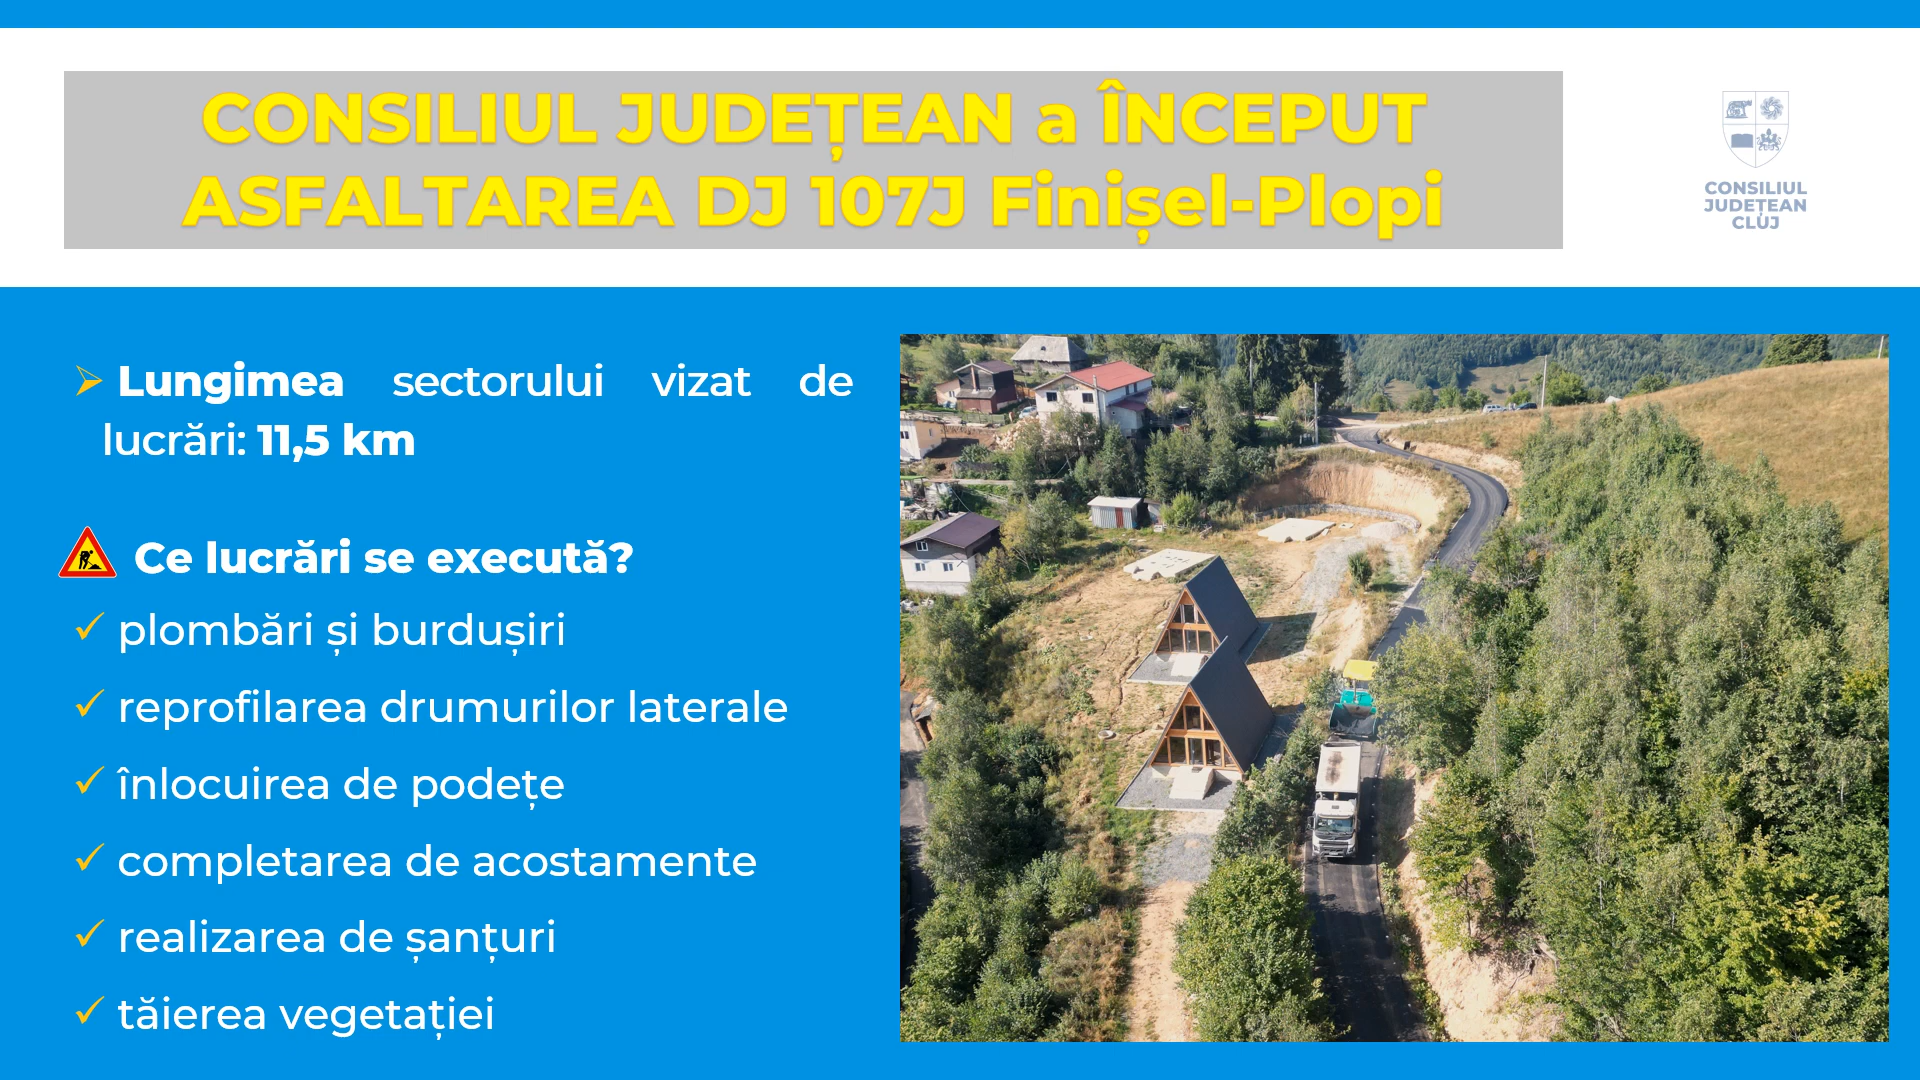 CONSILIUL JUDEȚEAN a ÎNCEPUT
ASFALTAREA DJ 107J Finișel-Plopi
CONSILIUL
JUDEȚEAN
CLUJ
Lungimea sectorului vizat de
lucrări: 11,5 km
Ce lucrări se execută?
plombări și burdușiri
reprofilarea drumurilor laterale
înlocuirea de podețe
completarea de acostamente
realizarea de șanțuri
tăierea vegetației